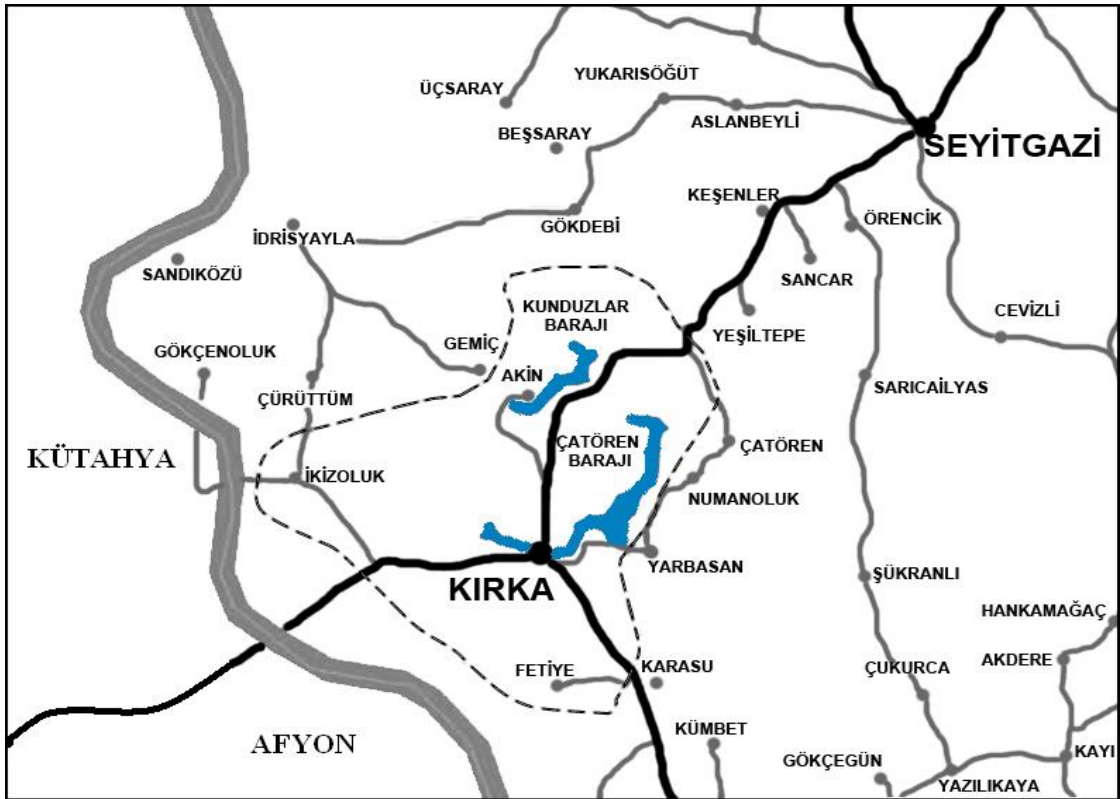 ÜÇSARAY
YUKARISÖĞÜT
ASLANBEYLİ
BEŞSARAY
SEYİTGAZİ
KEŞENLER
GÖKDEBİ
ÖRENCİK
İDRİSYAYLA
SANDIKÖZÜ
SANCAR
KUNDUZLAR
BARAJI
CEVİZLİ
YEŞİLTEPE
GEMİÇ
GÖKÇENOLUK
AKİN
ÇÜRÜTTÜM
SARICAİLYAS
ÇATÖREN
BARAJI
ÇATÖREN
KÜTAHYA
İKİZOLUK
NUMANOLUK
YARBASAN
KIRKA
ŞÜKRANLI
HANKAMAĞAÇ
FETİYE
KARASU
ÇUKURCA
AKDERE
KÜMBET
AFYON
GÖKÇEGÜN
KAYI
YAZILIKAYA